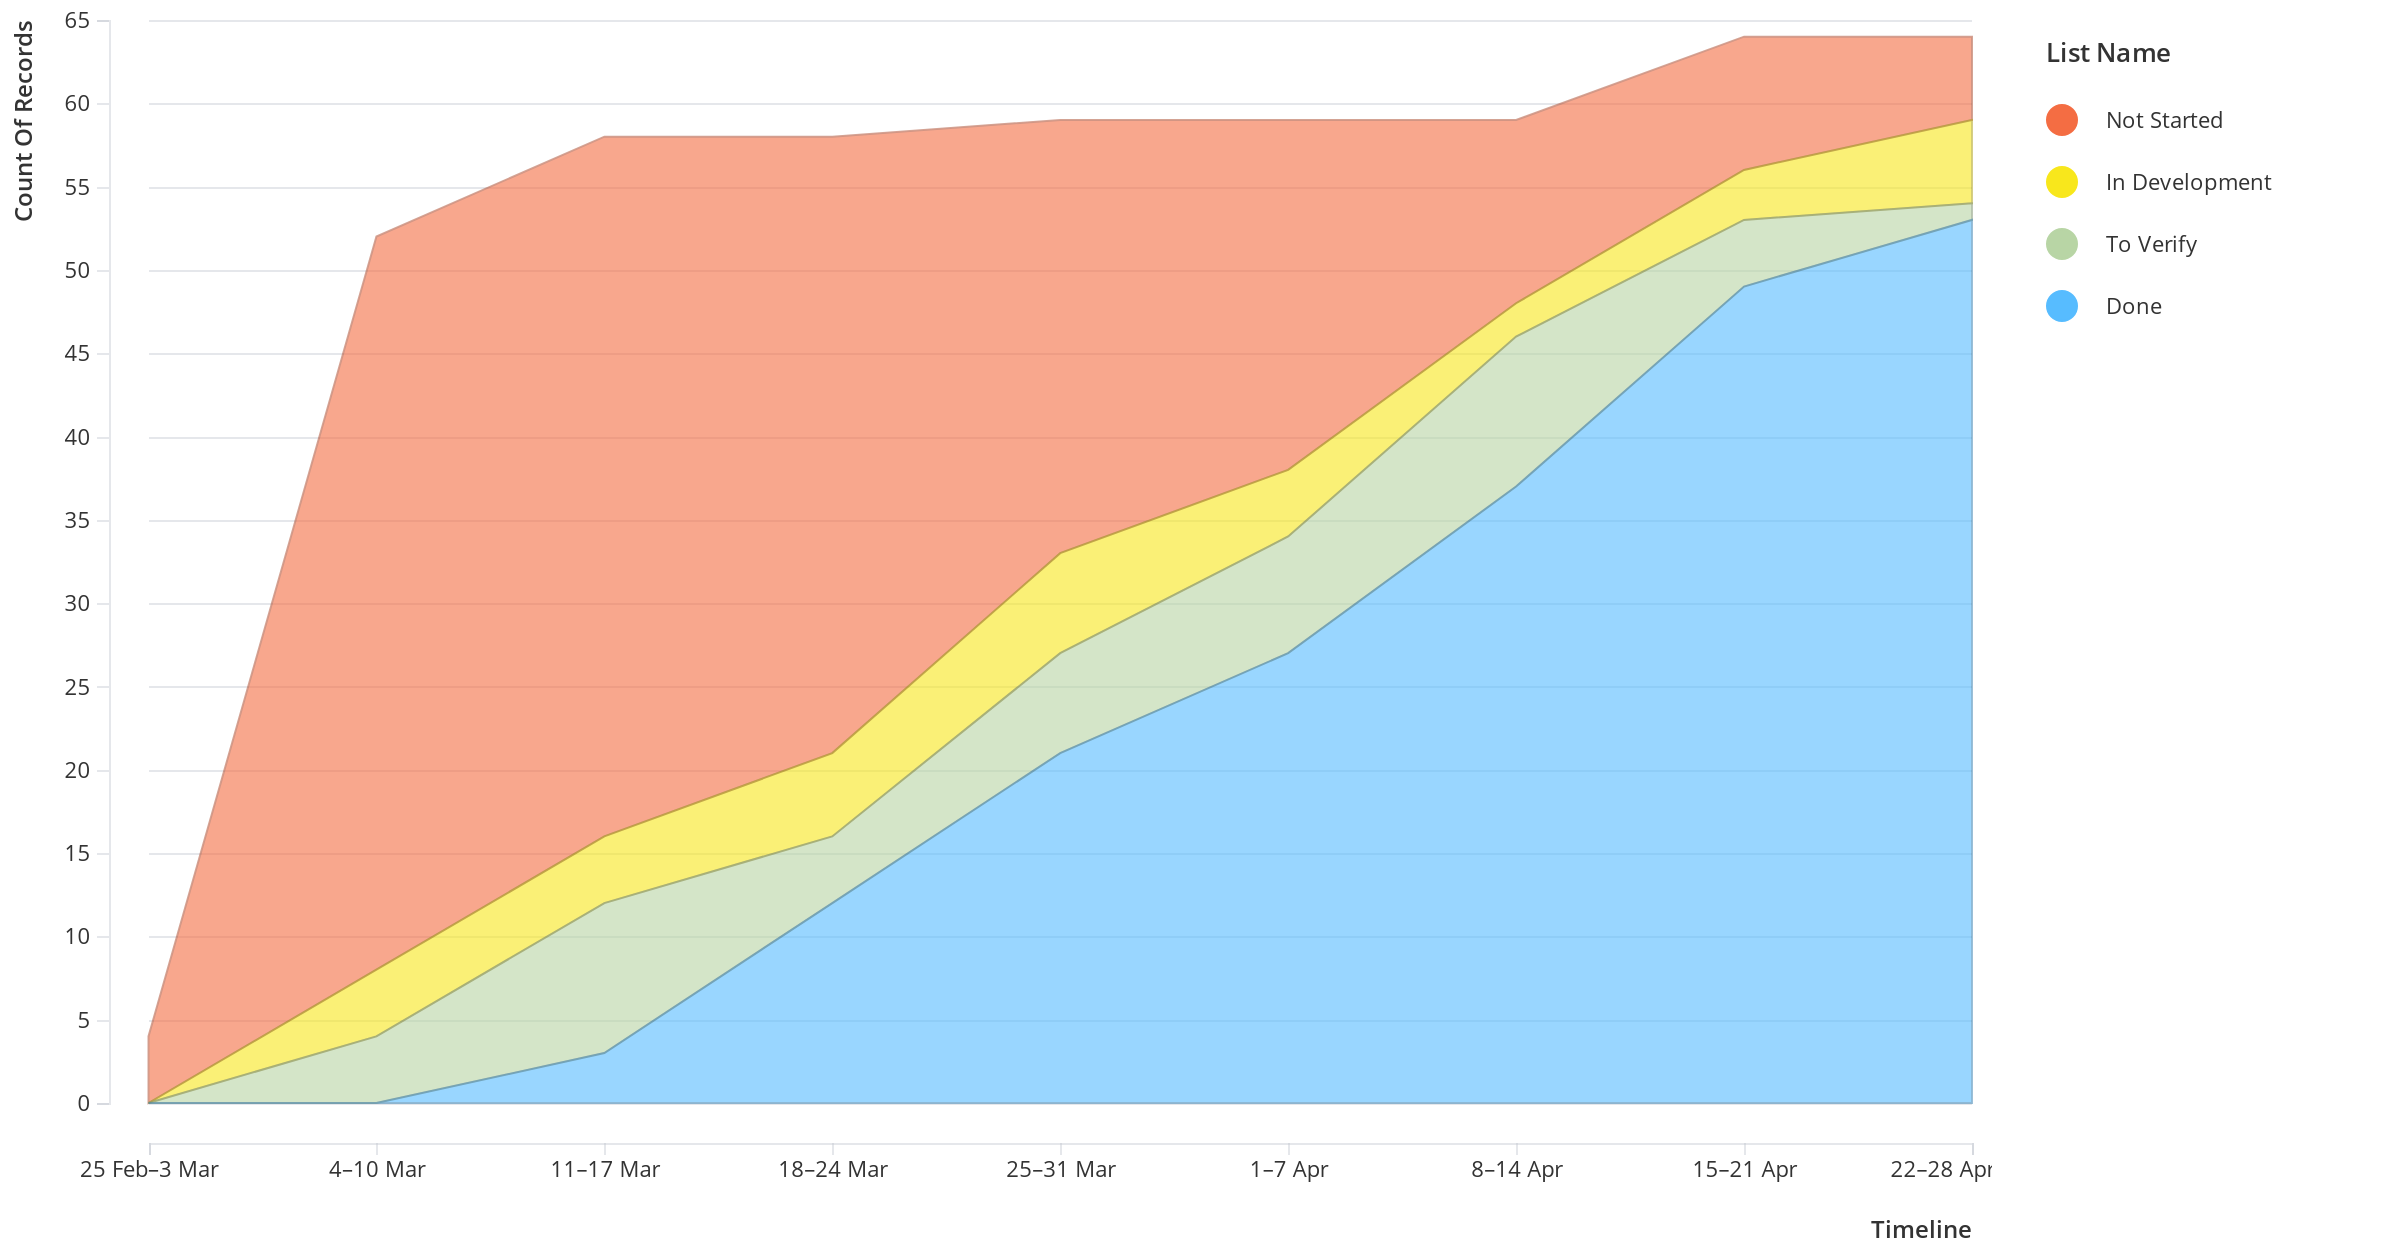 Count Of Records
65
60
55
50
45
40
35
30
25
20
15
10
5
0
25 Feb–3 Mar
4–10 Mar
11–17 Mar
18–24 Mar
25–31 Mar
1–7 Apr
8–14 Apr
15–21 Apr
22–28 Apr
Timeline
List Name
Not Started
In Development
To Verify
Done